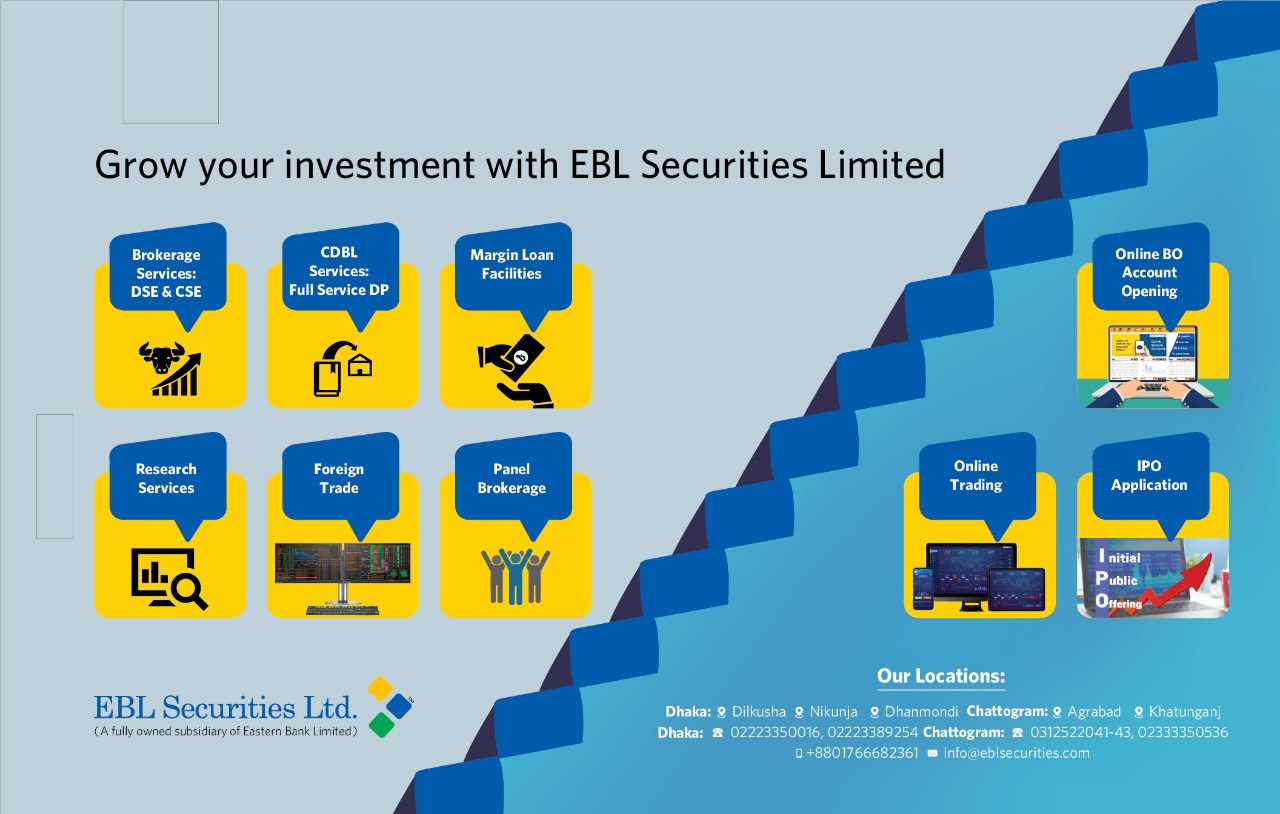 Grow your investment with EBL Securities Limited
Brokerage
Services:
DSE & CSE
CDBL
Services:
Full Service DP
Margin Loan
Facilities
Online BO
Account
Opening
Research
Services
Foreign
Trade
Panel
Brokerage
Online
Trading
IPO
Application
Initial
Public
Offering
EBL Securities Ltd.
TM
(A fully owned subsidiary of Eastern Bank Limited)
Our Locations:
Dhaka: Dilkusha Nikunja Dhanmondi Chattogram: Agrabad Khatunganj
Dhaka: 02223350016, 02223389254 Chattogram: 0312522041-43, 02333350536
+8801766682361 info@eblsecurities.com